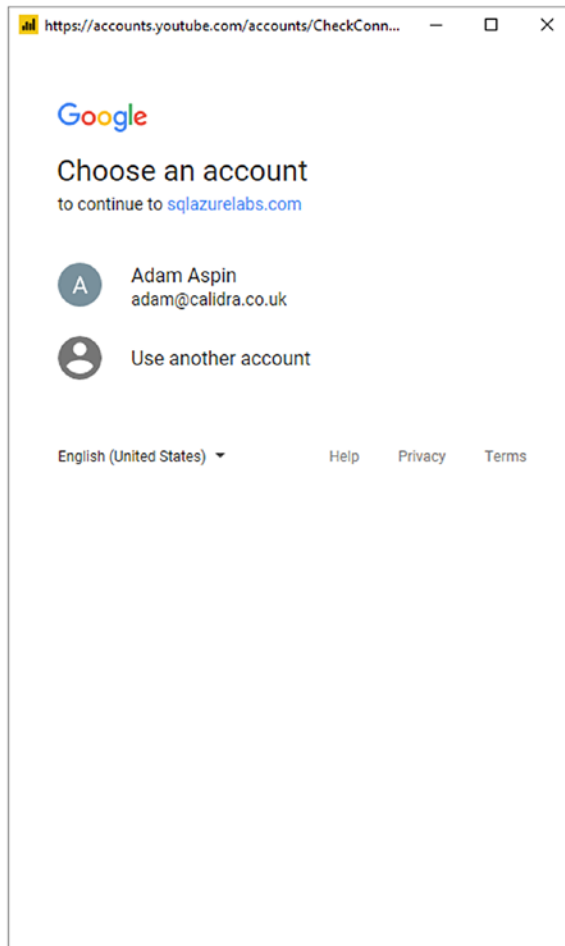 https://accounts.youtube.com/accounts/CheckConn...
Google
Choose an account
to continue to sqlazurelabs.com
A
Adam Aspin
adam@calidra.co.uk
Use another account
English (United States)
Help Privacy Terms